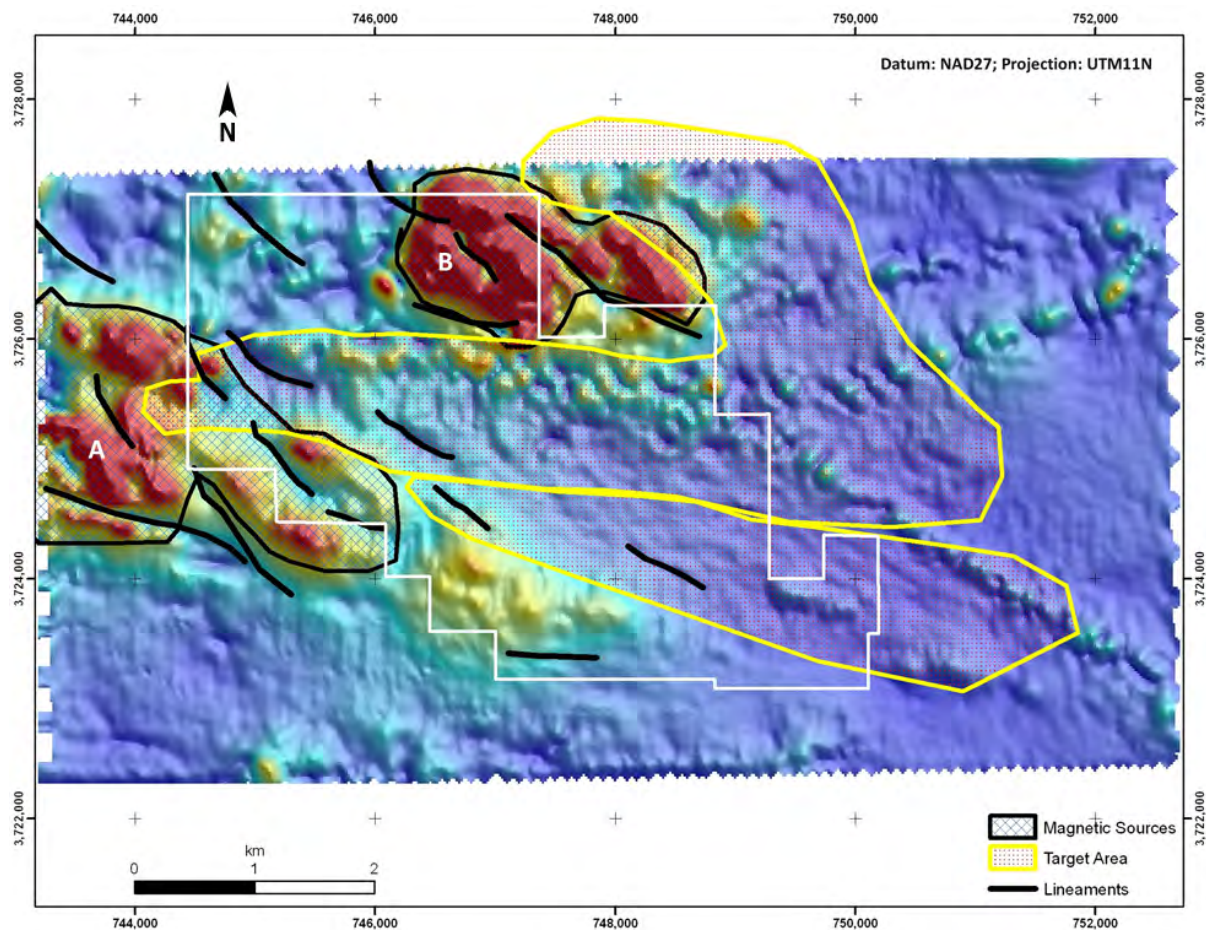 744,000 746,000 748,000 750,000 752,000
Datum: NAD27; Projection: UTM11N
3,728,000 3,728,000
N
B
3,726,000 3,726,000
A
3,724,000 3,724,000
3,722,000 3,722,000
Magnetic Sources
km
Target Area
0 1 2
Lineaments
744,000 746,000 748,000 750,000 752,000